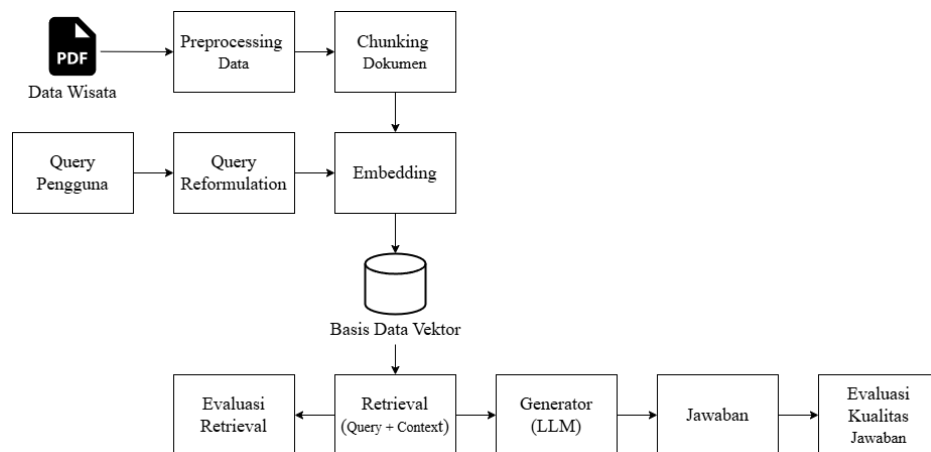 PDF
Data Wisata
Preprocessing
Data
Chunking
Dokumen
Query
Pengguna
Query
Reformulation
Embedding
Basis Data Vektor
Evaluasi
Retrieval
Retrieval
(Query + Context)
Generator
(LLM)
Jawaban
Evaluasi
Kualitas
Jawaban